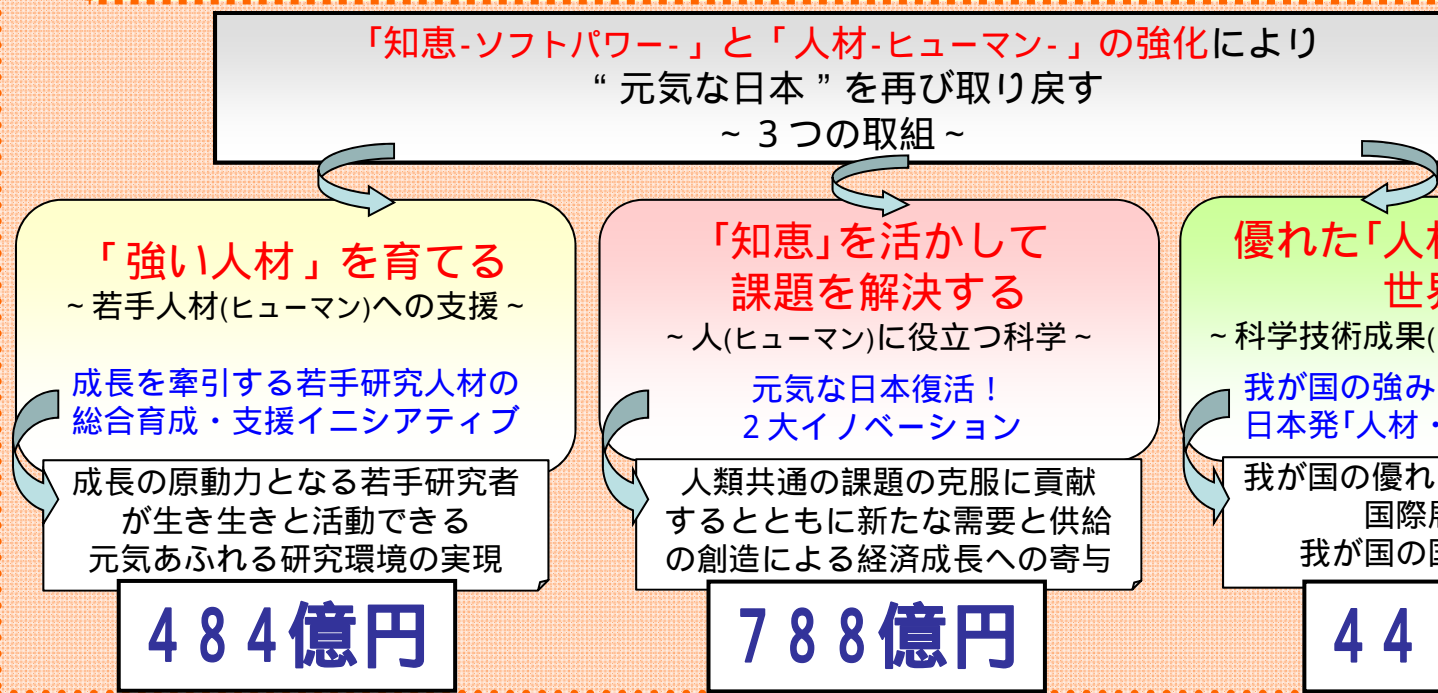 「知恵-ソフトパワー-」と「人材-ヒューマン-」の強化により
“元気な日本”を再び取り戻す
~３つの取組~
「強い人材」を育てる
~若手人材(ヒューマン)への支援~
成長を牽引する若手研究人材の
総合育成・支援イニシアティブ
成長の原動力となる若手研究者
が生き生きと活動できる
元気あふれる研究環境の実現
４８４億円
「知恵」を活かして
課題を解決する
~人(ヒューマン)に役立つ科学~
元気な日本復活！
２大イノベーション
人類共通の課題の克服に貢献
するとともに新たな需要と供給
の創造による経済成長への寄与
７８８億円
優れた「人
世
~科学技術成果(
我が国の強み
日本発「人材・
我が国の優れ
国際
我が国の
４４